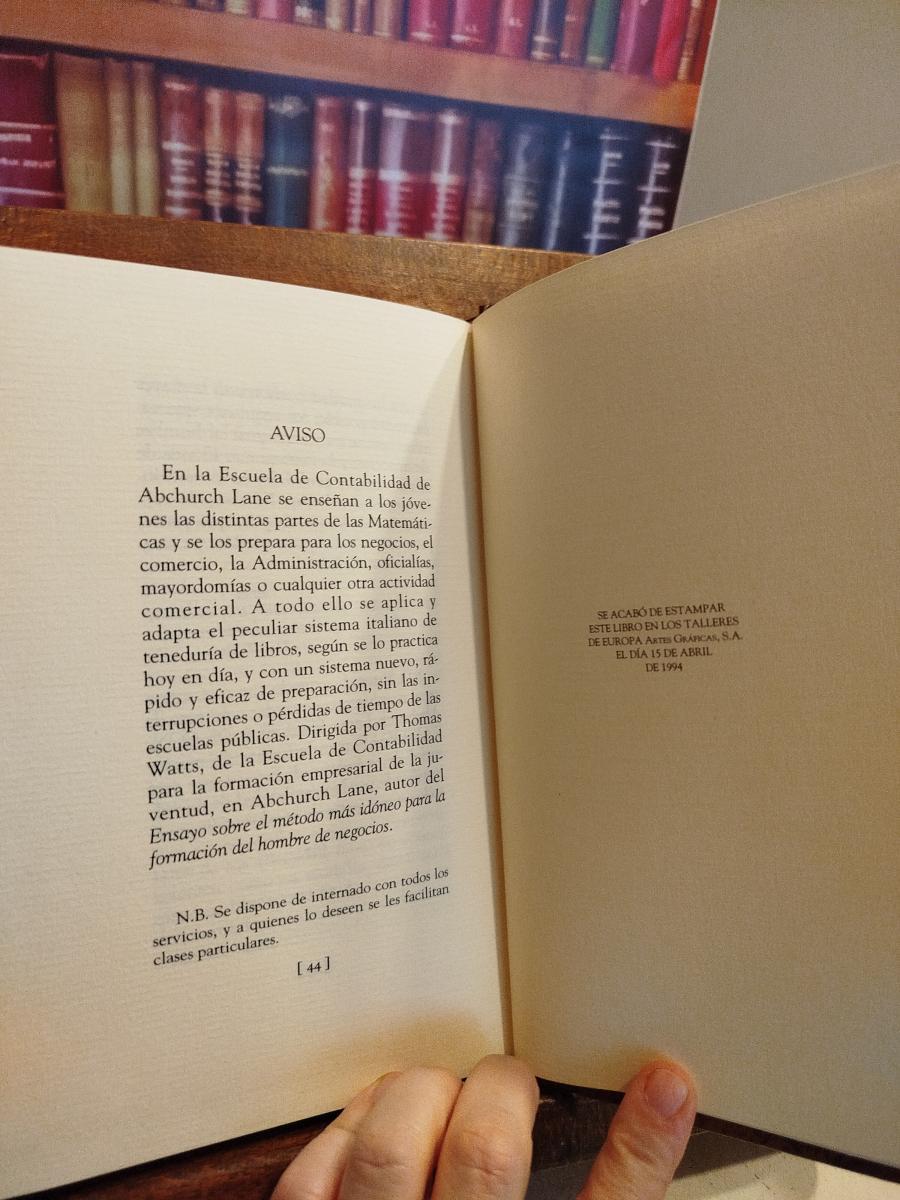 AVISO
En la Escuela de Contabilidad de
Abchurch Lane se enseñan a los jóve-
nes las distintas partes de las Matemáti-
cas y se los prepara para los negocios, el
comercio, la Administración, oficialías,
mayordomías o cualquier otra actividad
comercial. A todo ello se aplica y
adapta el peculiar sistema italiano de
teneduría de libros, según se lo practica
hoy en día, y con un sistema nuevo, rá-
pido y eficaz de preparación, sin las in-
terrupciones o pérdidas de tiempo de las
escuelas públicas. Dirigida por Thomas
Watts, de la Escuela de Contabilidad
para la formación empresarial de la ju-
ventud, en Abchurch Lane, autor del
Ensayo sobre el método más idóneo para la
formación del hombre de negocios.
N.B. Se dispone de internado con todos los
servicios, y a quienes lo deseen se les facilitan
clases particulares.
[ 44 ]
SE ACABÓ DE ESTAMPAR
ESTE LIBRO EN LOS TALLERES
DE EUROPA ARTES GRÁFICAS, S.A.
EL DÍA 15 DE ABRIL
DE 1994